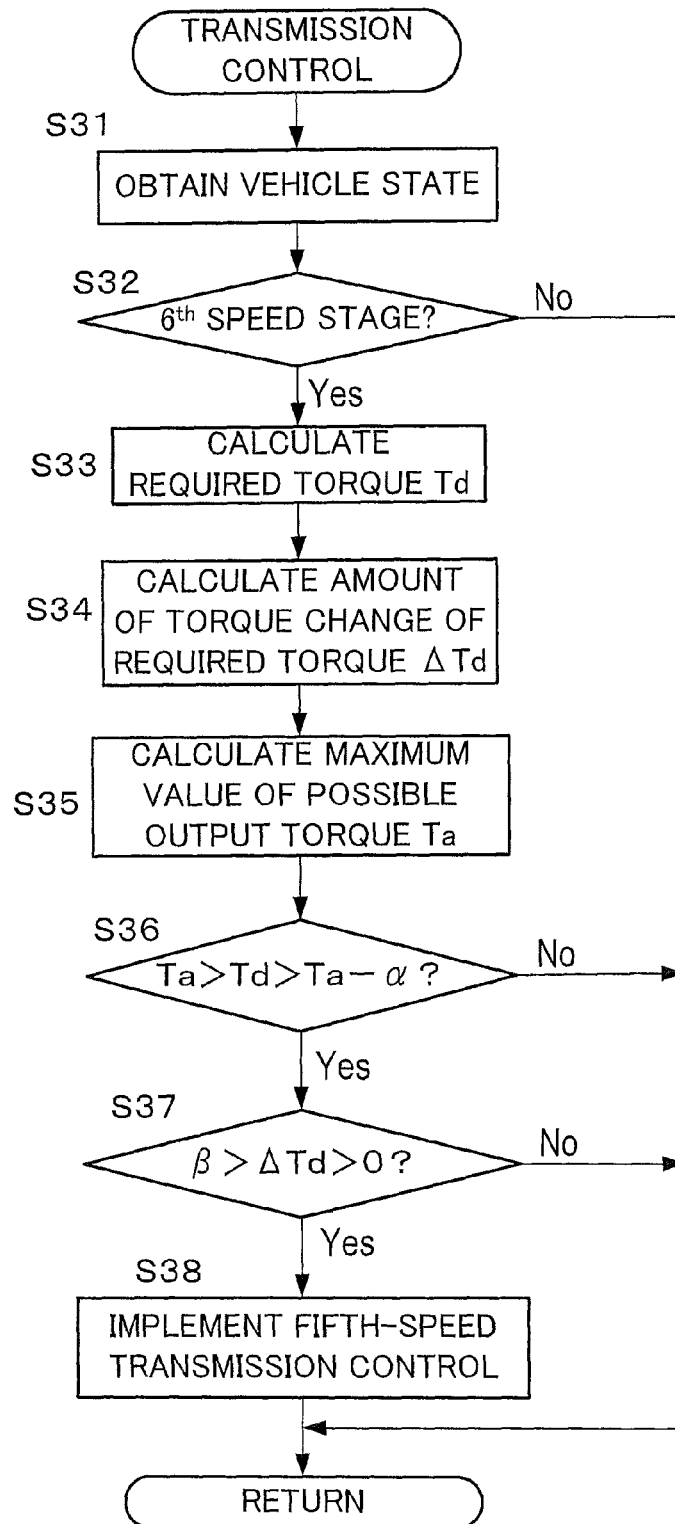 TRANSMISSION
CONTROL
S31
OBTAIN VEHICLE STATE
S32
6th SPEED STAGE?
No
Yes
S33
CALCULATE
REQUIRED TORQUE Td
S34
CALCULATE AMOUNT
OF TORQUE CHANGE OF
REQUIRED TORQUE Δ Td
S35
CALCULATE MAXIMUM
VALUE OF POSSIBLE
OUTPUT TORQUE Ta
S36
Ta>Td>Ta− α ?
No
Yes
S37
β > Δ Td>0 ?
No
Yes
S38
IMPLEMENT FIFTH-SPEED
TRANSMISSION CONTROL
RETURN